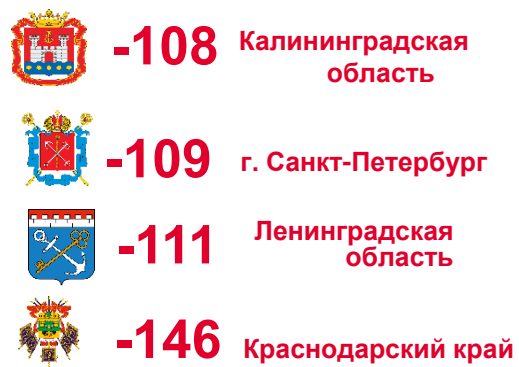 -108 Калининградская
область
-109 г. Санкт-Петербург
-111 Ленинградская
область
-146 Краснодарский край